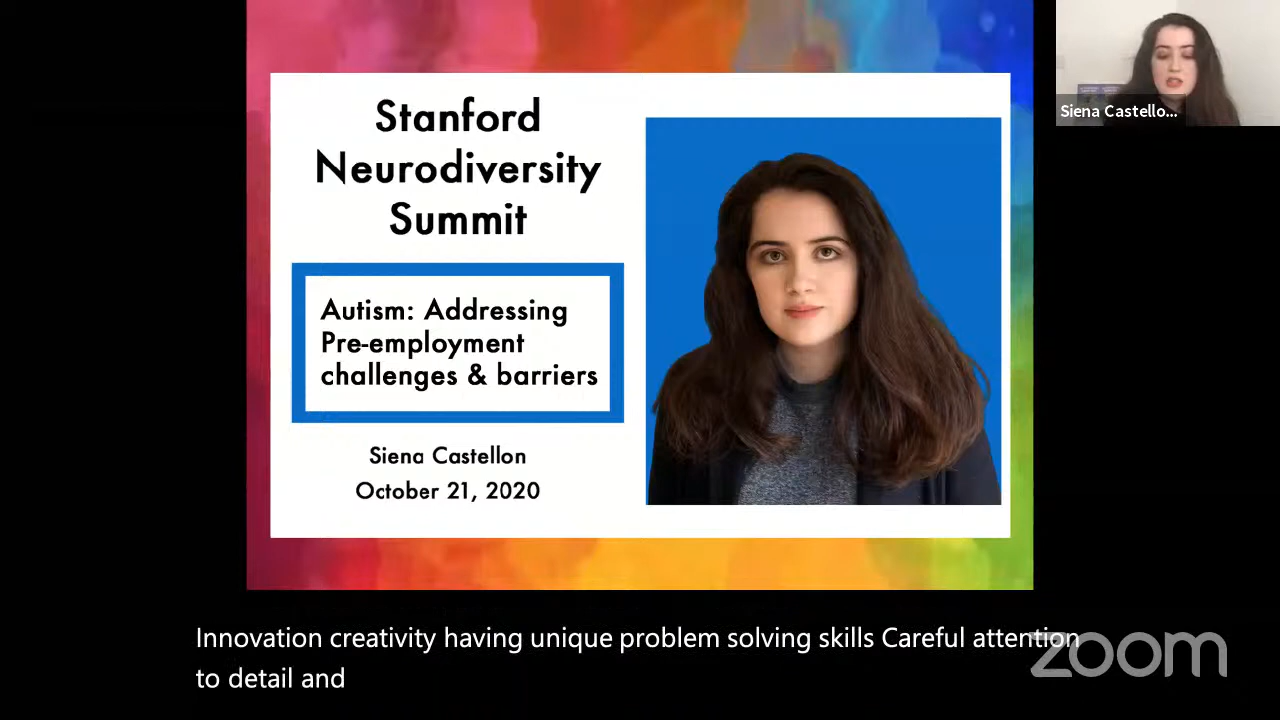 Stanford
Neurodiversity
Summit
Autism: Addressing
Pre-employment
challenges & barriers
Siena Castellon
October 21, 2020
Siena Castello...
Innovation creativity having unique problem solving skills Careful attention
to detail and
zoom